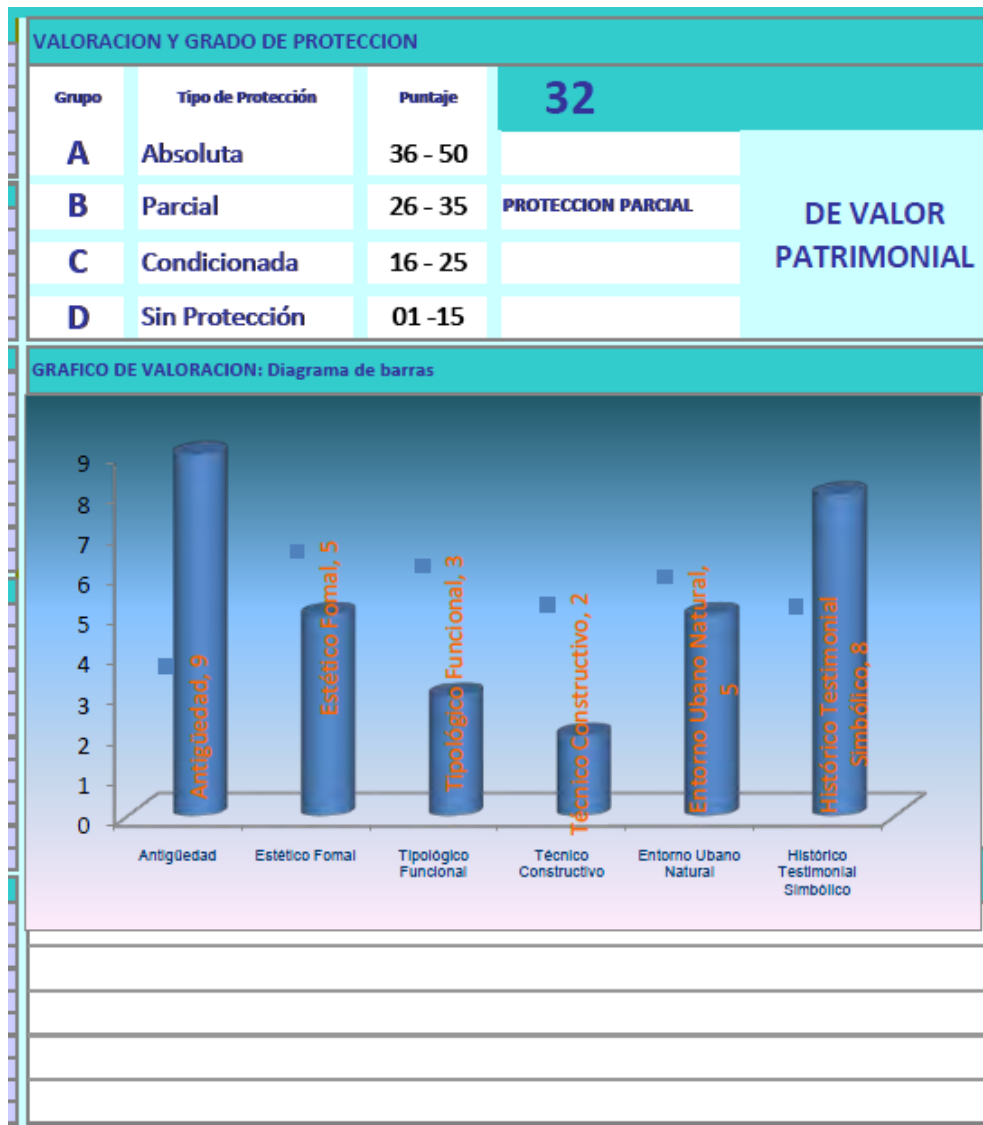 VALORACION Y GRADO DE PROTECCION
Grupo Tipo de Protección Puntaje 32
A Absoluta 36 - 50
B Parcial 26 - 35 PROTECCION PARCIAL
C Condicionada 16 - 25
D Sin Protección 01 -15
DE VALOR
PATRIMONIAL
GRAFICO DE VALORACION: Diagrama de barras
9
8
7
6
5
4
3
2
1
0
Antigüedad, 9
Estético Fomal, 5
Tipológico Funcional, 3
Técnico Constructivo, 2
Entorno Ubano Natural,
5
Histórico Testimonial
Simbólico, 8
Antigüedad
Estético Fomal
Tipológico
Funcional
Técnico
Constructivo
Entorno Ubano
Natural
Histórico
Testimonial
Simbólico